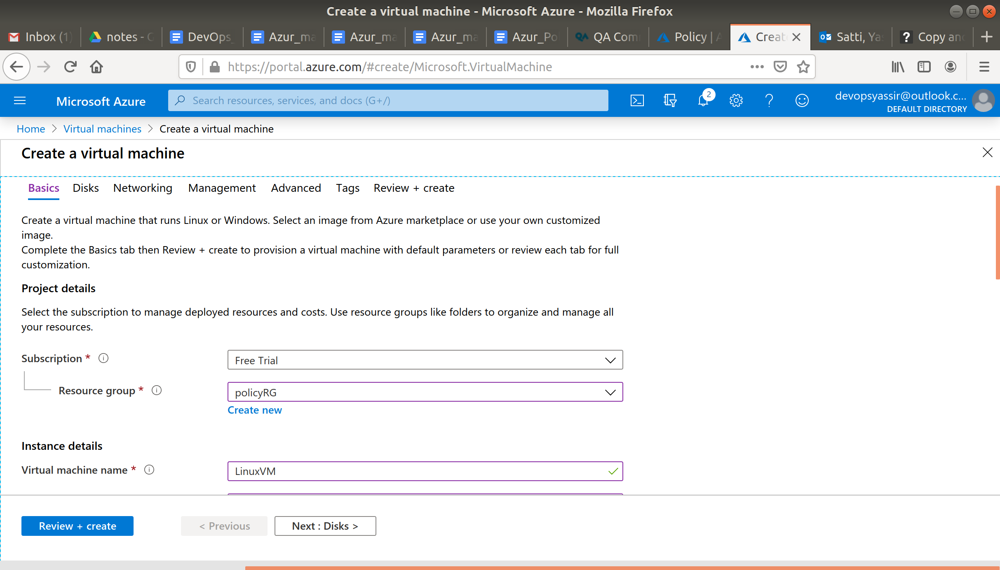 Create a virtual machine - Microsoft Azure - Mozilla Firefox
Inbox (1)
notes - G
DevOps_
Azur_ma
Azur_ma
Azur_ma
Azur_Po
QA Com
Policy | A
Creat
Satti, Yas
Copy and
https://portal.azure.com/#create/Microsoft.VirtualMachine
Microsoft Azure
Search resources, services, and docs (G+/)
2
devopsyassir@outlook.c...
DEFAULT DIRECTORY
Home > Virtual machines > Create a virtual machine
Create a virtual machine
Basics Disks Networking Management Advanced Tags Review + create
Create a virtual machine that runs Linux or Windows. Select an image from Azure marketplace or use your own customized
image.
Complete the Basics tab then Review + create to provision a virtual machine with default parameters or review each tab for full
customization.
Project details
Select the subscription to manage deployed resources and costs. Use resource groups like folders to organize and manage all
your resources.
Subscription *
Free Trial
Resource group *
policyRG
Create new
Instance details
Virtual machine name *
LinuxVM
Review + create
< Previous
Next : Disks >